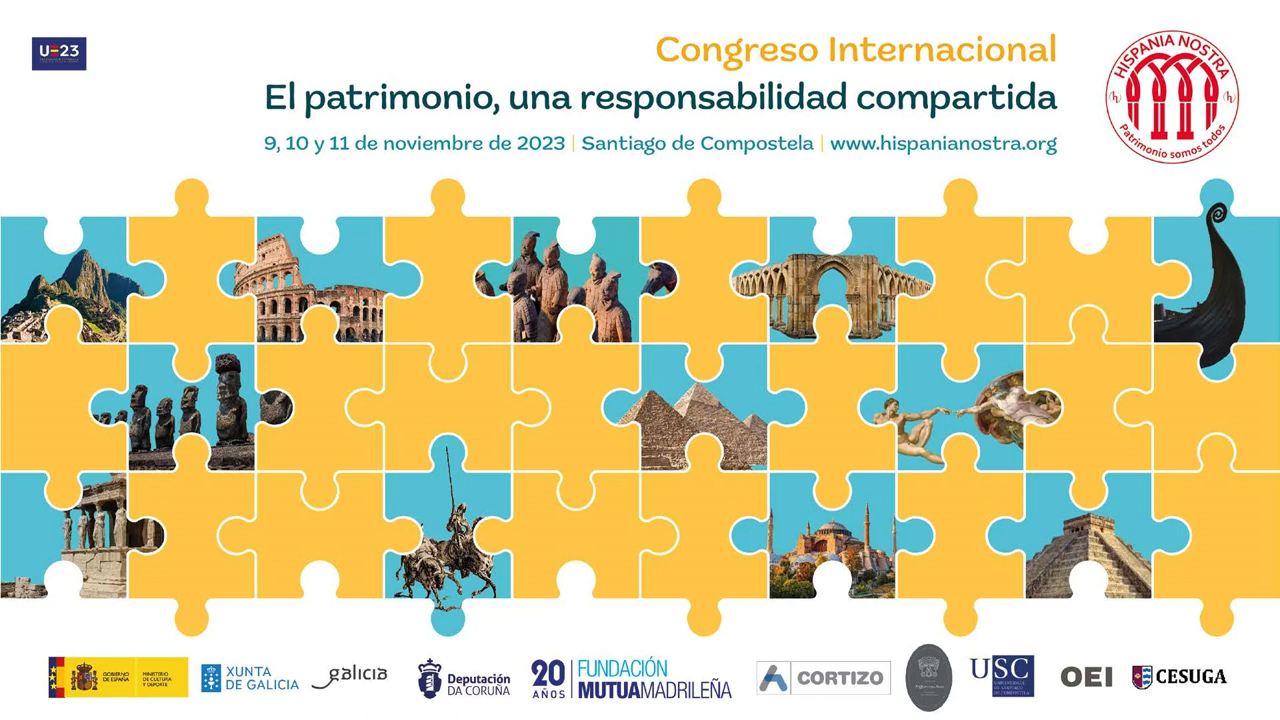 U 23
Congreso Internacional
El patrimonio, una responsabilidad compartida
9, 10 y 11 de noviembre de 2023 | Santiago de Compostela | www.hispanianostra.org
HISPANIA NOSTRA
Patrimonio somos todos
GOBIERNO
DE ESPAÑA
MINISTERIO
DE CULTURA
Y DEPORTE
XUNTA
DE GALICIA
galicia
Deputación
DA CORUÑA
20
AÑOS
FUNDACIÓN
MUTUAMADRILEÑA
CORTIZO
USC
OEI
CESUGA